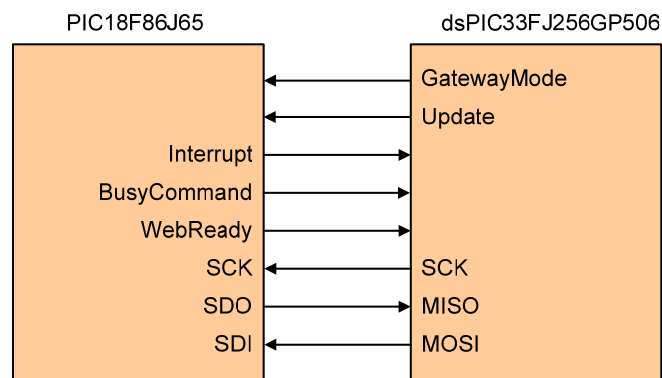 PIC18F86J65 dsPIC33FJ256GP506
GatewayMode
Update
Interrupt
BusyCommand
WebReady
SCK SCK
SDO MISO
SDI MOSI